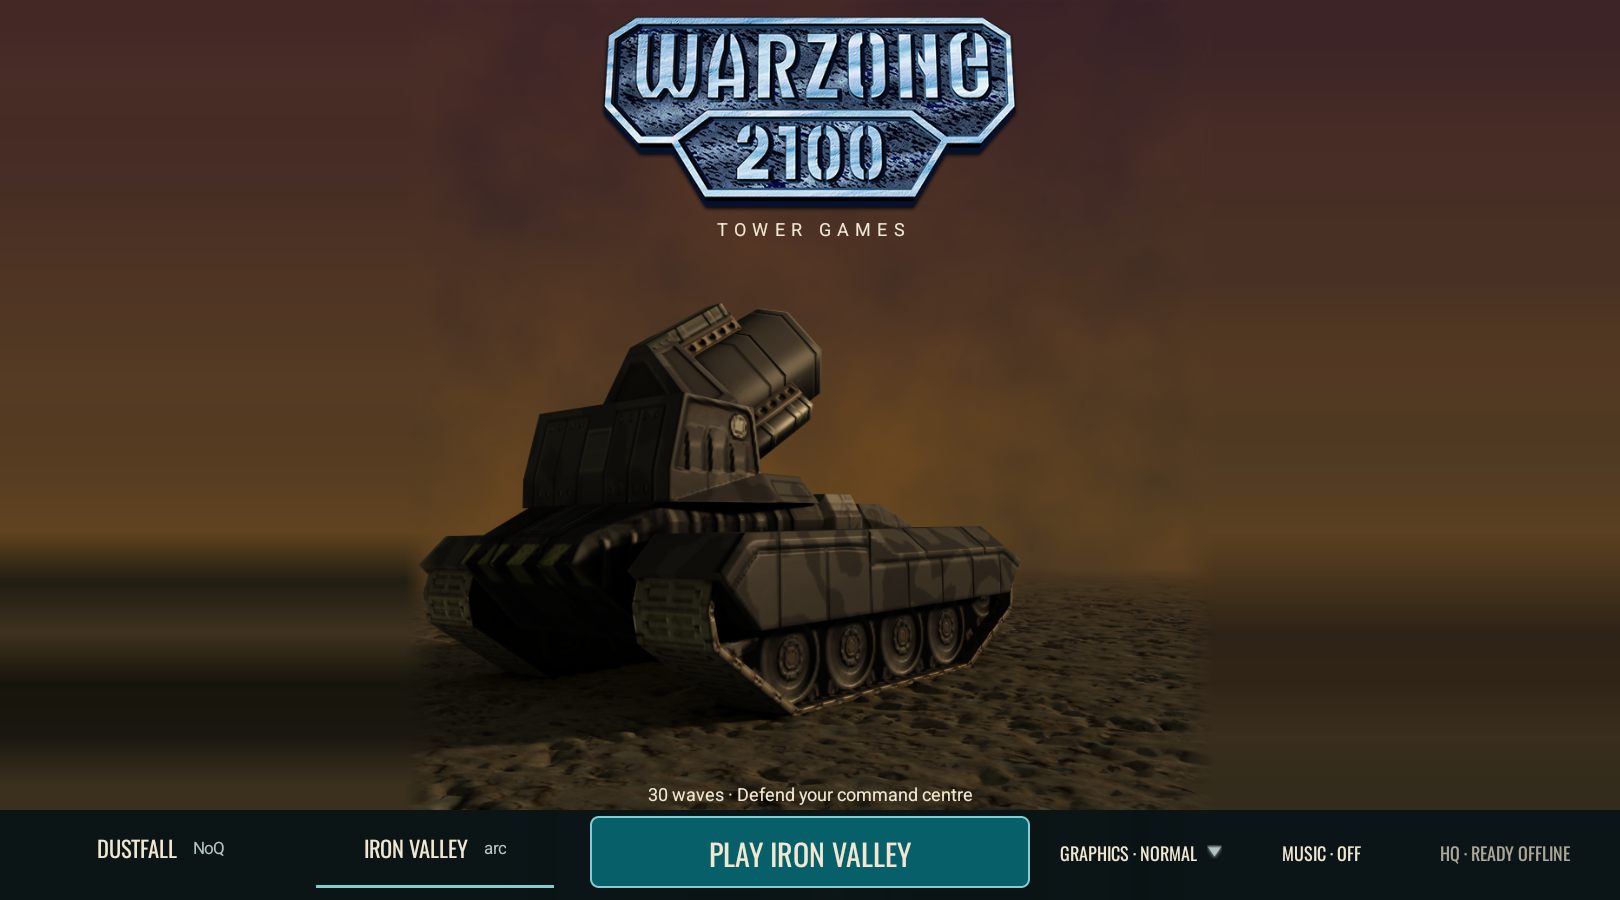 WARZONE
2100
TOWER GAMES
30 waves · Defend your command centre
DUSTFALL NoQ
IRON VALLEY arc
PLAY IRON VALLEY
GRAPHICS · NORMAL
MUSIC · OFF
HQ · READY OFFLINE